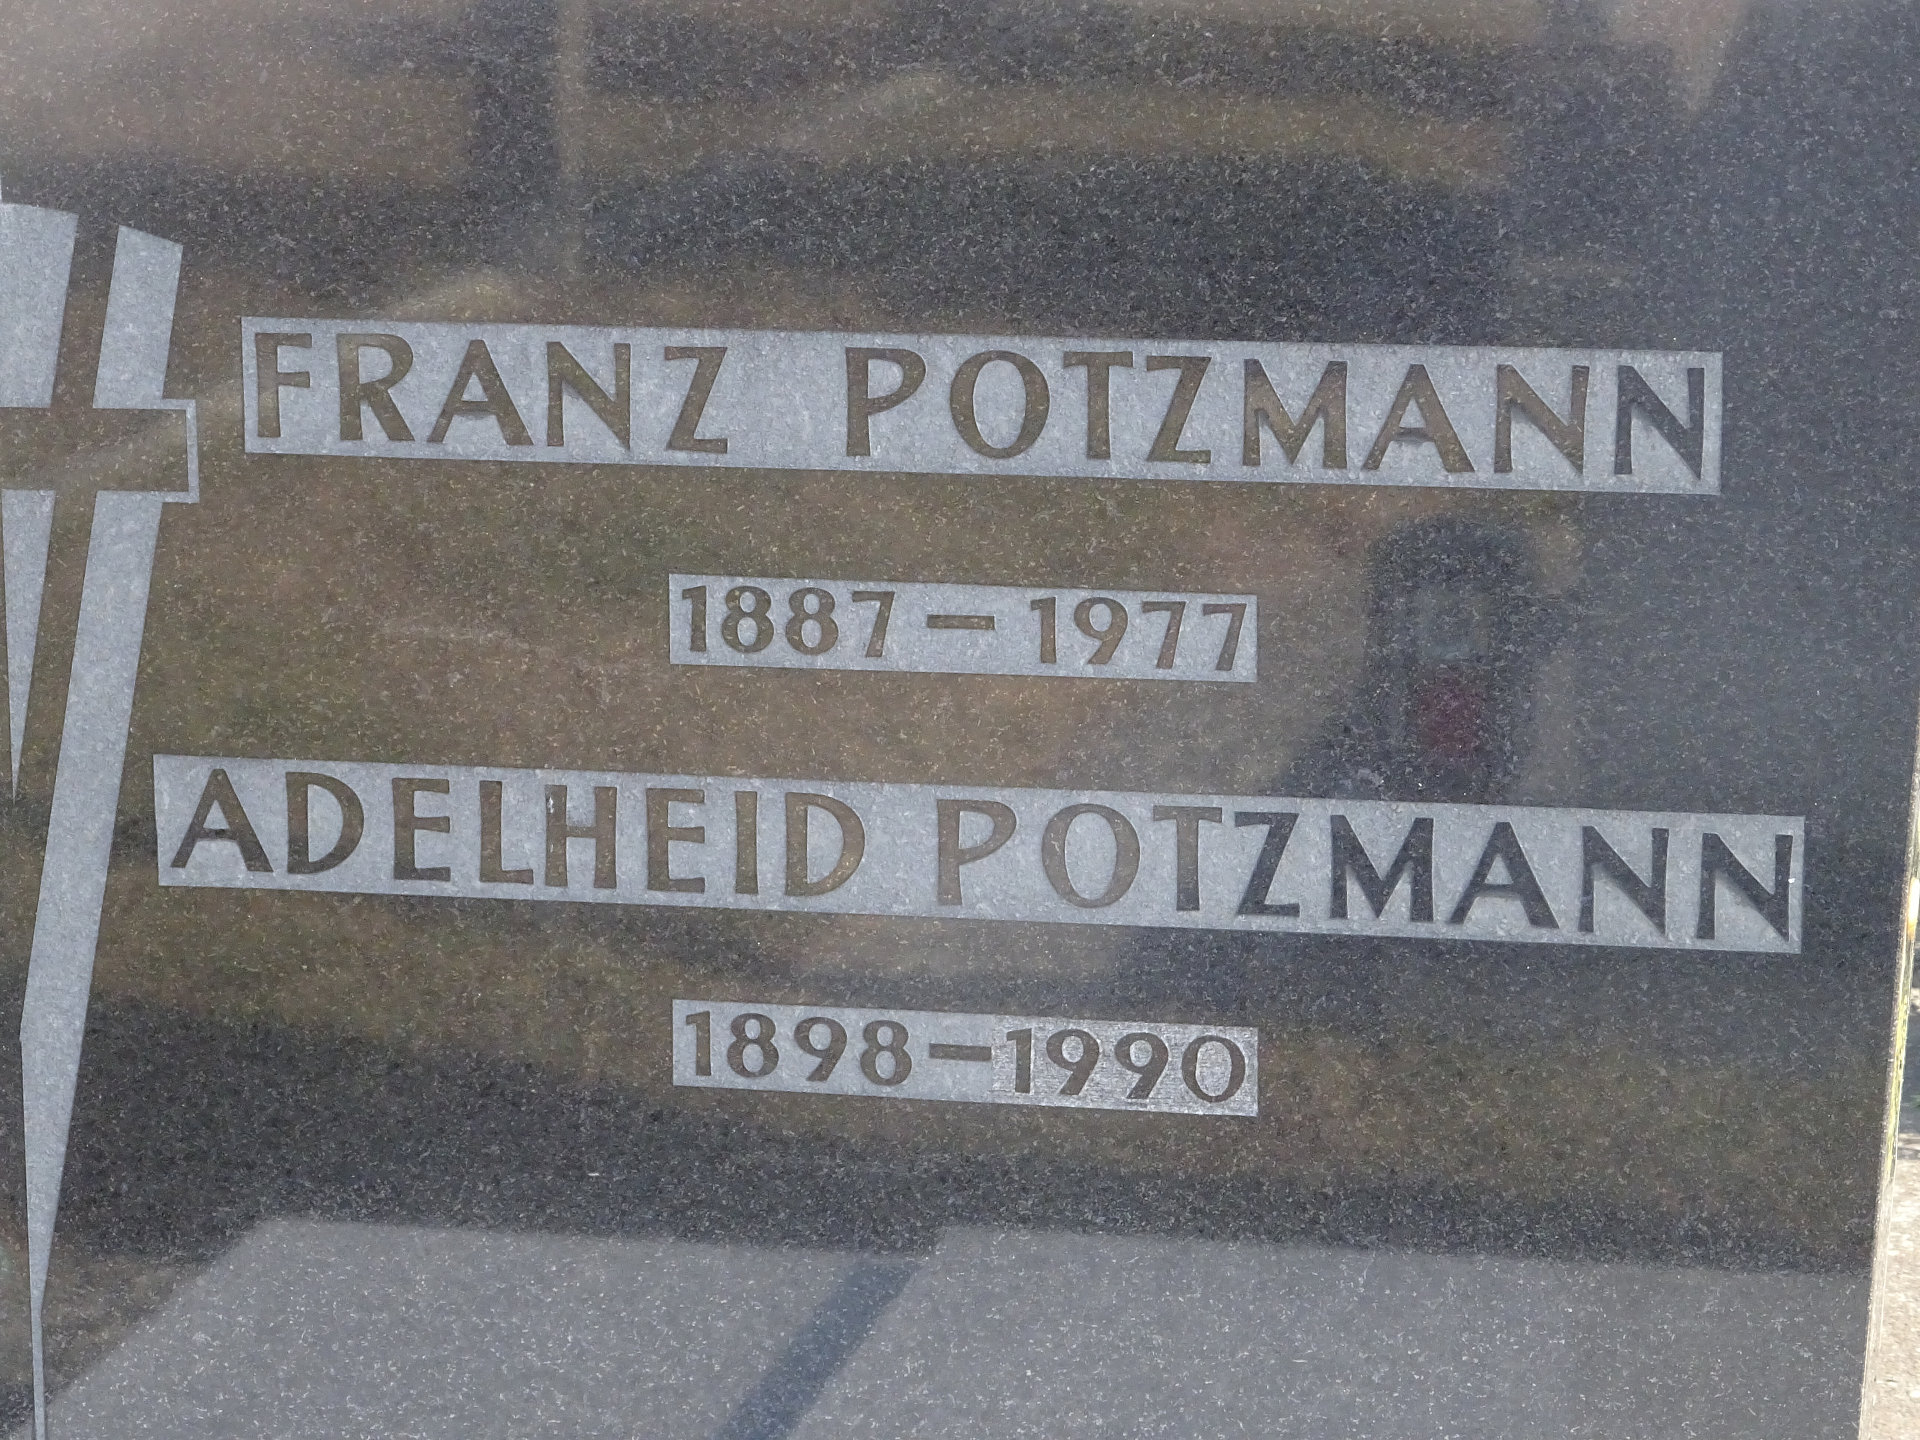 FRANZ POTZMANN
1887 – 1977
ADELHEID POTZMANN
1898 – 1990